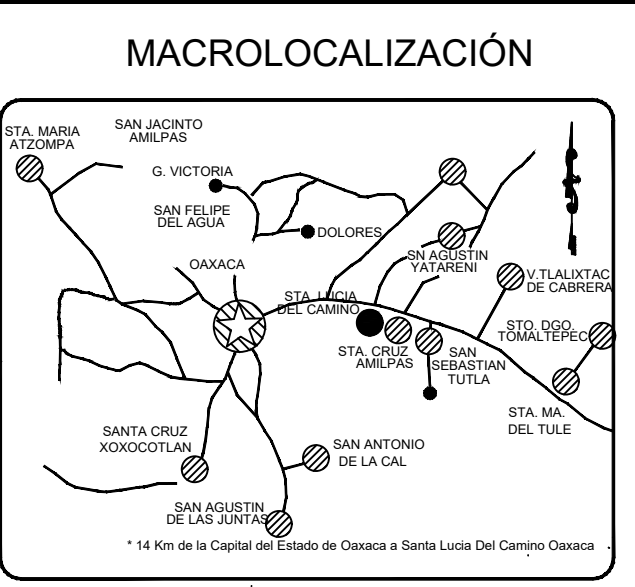 MACROLOCALIZACIÓN
STA. MARIA
ATZOMPA
SAN JACINTO
AMILPAS
G. VICTORIA
SAN FELIPE
DEL AGUA
DOLORES
OAXACA
SN AGUSTIN
YATARENI
V.TLALIXTAC
DE CABRERA
STA. LUCIA
DEL CAMINO
STO. DGO.
TOMALTEPEC
STA. CRUZ
AMILPAS
SAN
SEBASTIAN
TUTLA
STA. MA.
DEL TULE
SANTA CRUZ
XOXOCOTLAN
SAN ANTONIO
DE LA CAL
SAN AGUSTIN
DE LAS JUNTAS
* 14 Km de la Capital del Estado de Oaxaca a Santa Lucia Del Camino Oaxaca .